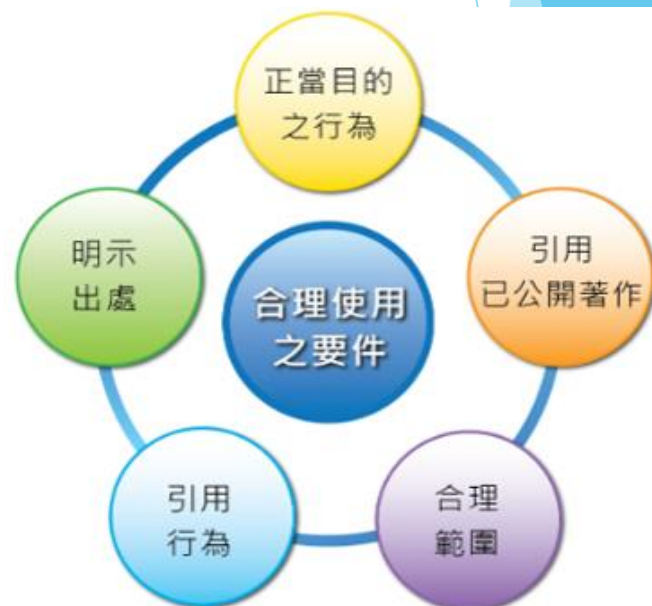 正當目的
之行為
明示
出處
合理使用
之要件
引用
已公開著作
引用
行為
合理
範圍